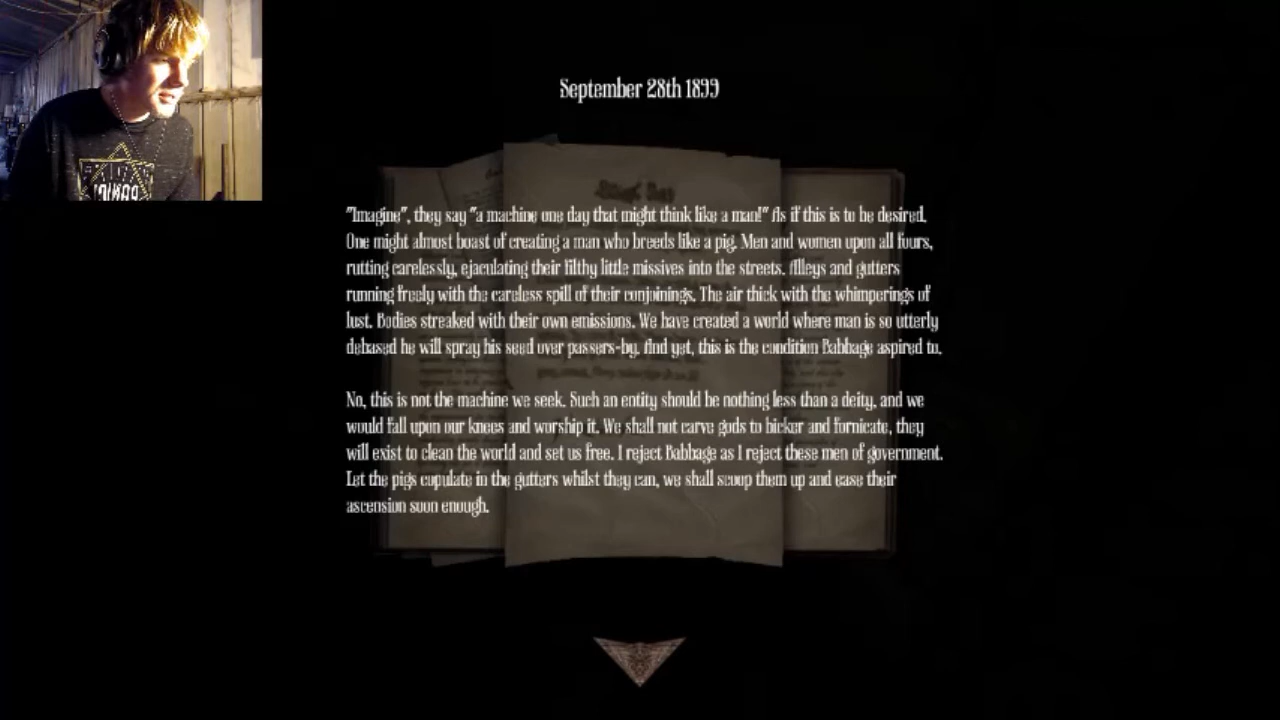 September 28th 1899
"Imagine", they say "a machine one day that might think like a man!" As if this is to be desired.
One might almost boast of creating a man who breeds like a pig. Men and women upon all fours,
rutting carelessly, ejaculating their filthy little missives into the streets. Alleys and gutters
running freely with the careless spill of their conjoinings. The air thick with the whimperings of
lust. Bodies streaked with their own emissions. We have created a world where man is so utterly
debased he will spray his seed over passers-by. And yet, this is the condition Babbage aspired to.
No, this is not the machine we seek. Such an entity should be nothing less than a deity, and we
would fall upon our knees and worship it. We shall not carve gods to bicker and fornicate, they
will exist to clean the world and set us free. I reject Babbage as I reject these men of government.
Let the pigs copulate in the gutters whilst they can, we shall scoop them up and ease their
ascension soon enough.